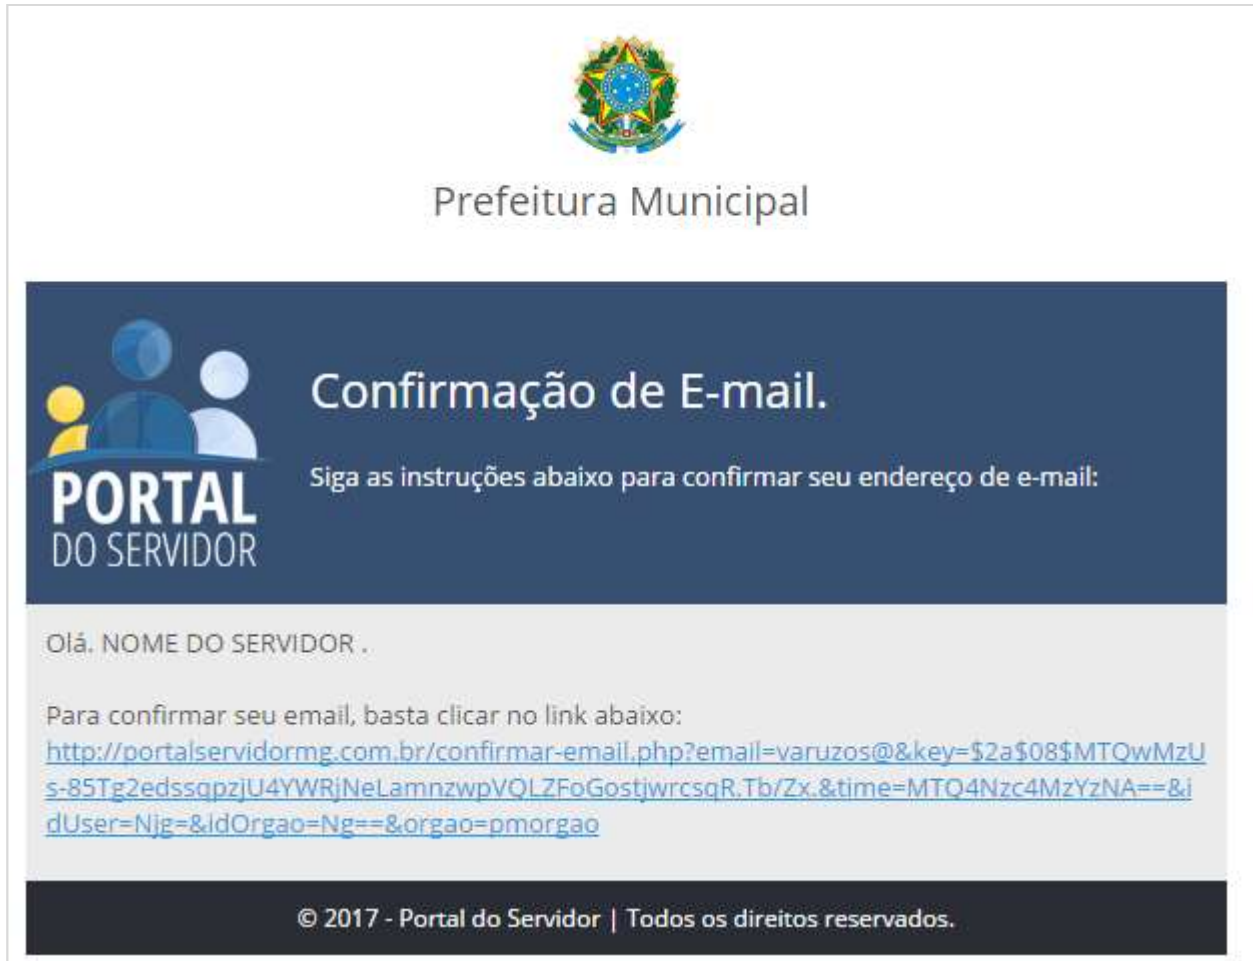 Prefeitura Municipal
PORTAL
DO SERVIDOR
Confirmação de E-mail.
Siga as instruções abaixo para confirmar seu endereço de e-mail:
Olá. NOME DO SERVIDOR .
Para confirmar seu email, basta clicar no link abaixo:
http://portalservidormg.com.br/confirmar-email.php?email=varuzos@&key=$2a$08$MTQwMzU
s-85Tg2edssqpzjU4YWRjNeLamnzwpVQLZFoGostjwrcsqR.Tb/Zx.&time=MTQ4Nzc4MzYzNA==&i
dUser=Njg=&idOrgao=Ng==&orgao=pmorgao
© 2017 - Portal do Servidor | Todos os direitos reservados.